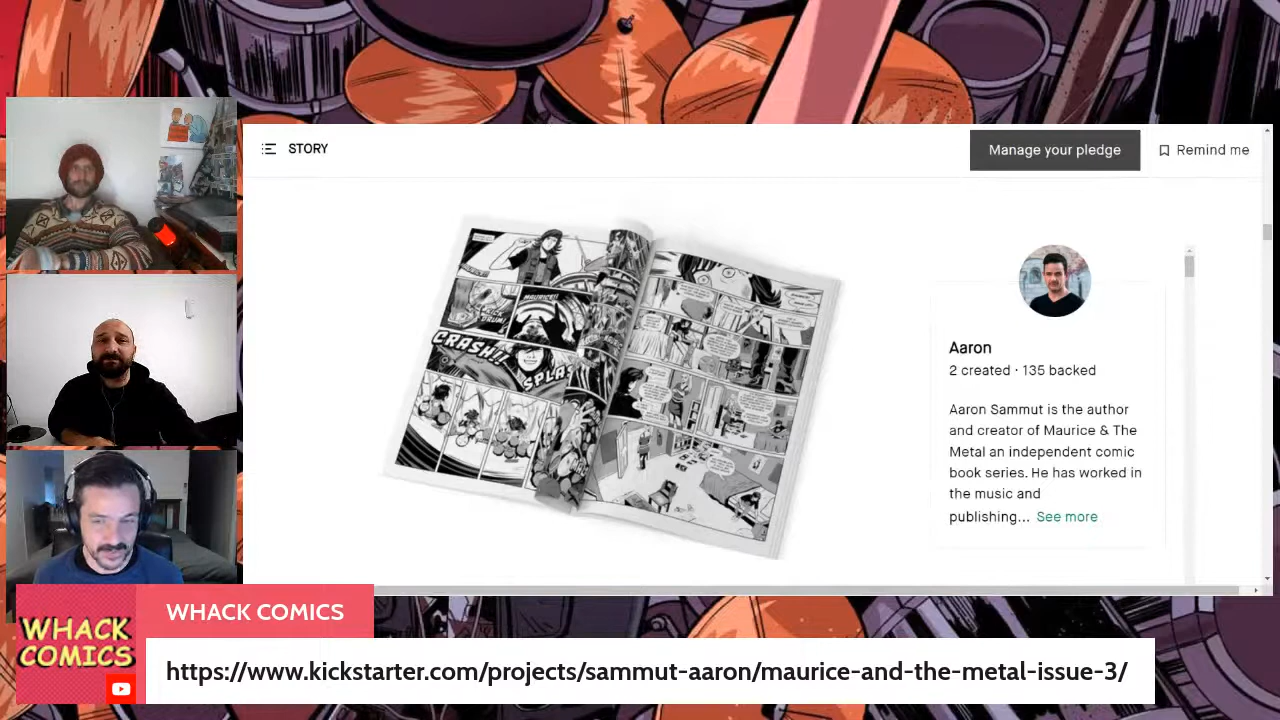 STORY
Manage your pledge
Remind me
MAURICE!!
CRASH!!
SPLASH
Aaron
2 created · 135 backed
Aaron Sammut is the author
and creator of Maurice & The
Metal an independent comic
book series. He has worked in
the music and
publishing... See more
WHACK COMICS
WHACK
COMICS
https://www.kickstarter.com/projects/sammut-aaron/maurice-and-the-metal-issue-3/